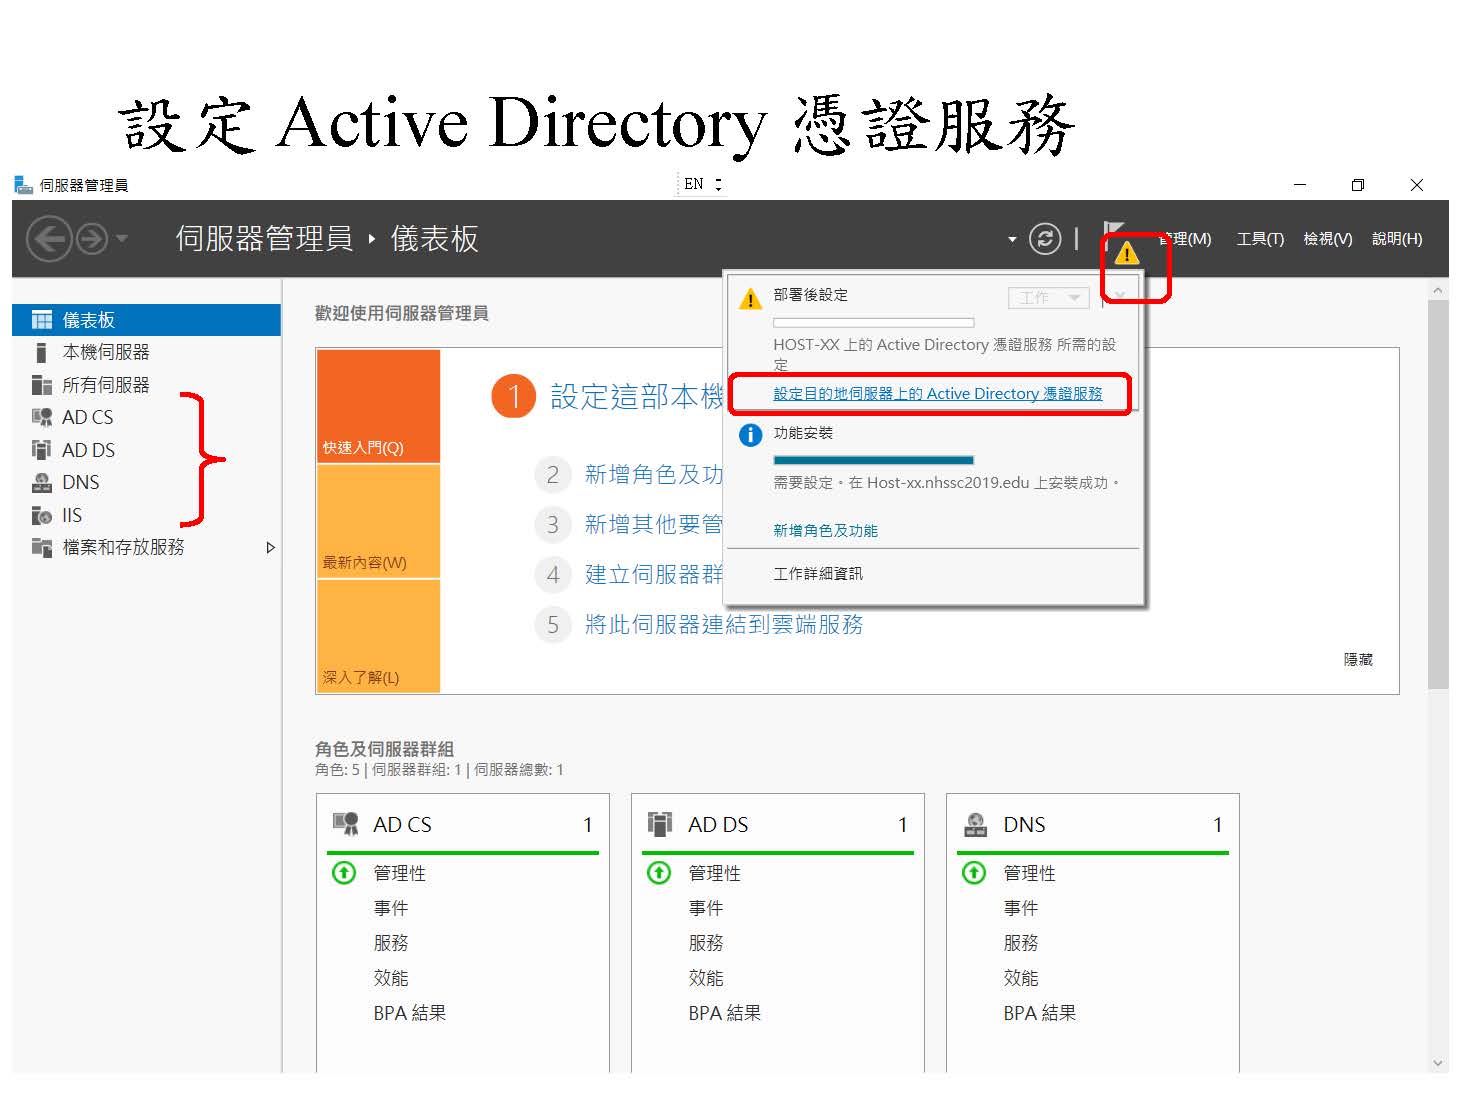 設定 Active Directory 憑證服務
伺服器管理員
EN
伺服器管理員 ‣ 儀表板
管理(M) 工具(T) 檢視(V) 說明(H)
儀表板
本機伺服器
所有伺服器
AD CS
AD DS
DNS
IIS
檔案和存放服務
歡迎使用伺服器管理員
快速入門(Q)
最新內容(W)
深入了解(L)
1 設定這部本機
2 新增角色及功
3 新增其他要管
4 建立伺服器群
5 將此伺服器連結到雲端服務
隱藏
部署後設定
工作
HOST-XX 上的 Active Directory 憑證服務 所需的設
定
設定目的地伺服器上的 Active Directory 憑證服務
功能安裝
需要設定。在 Host-xx.nhssc2019.edu 上安裝成功。
新增角色及功能
工作詳細資訊
角色及伺服器群組
角色: 5 | 伺服器群組: 1 | 伺服器總數: 1
AD CS 1
管理性
事件
服務
效能
BPA 結果
AD DS 1
管理性
事件
服務
效能
BPA 結果
DNS 1
管理性
事件
服務
效能
BPA 結果